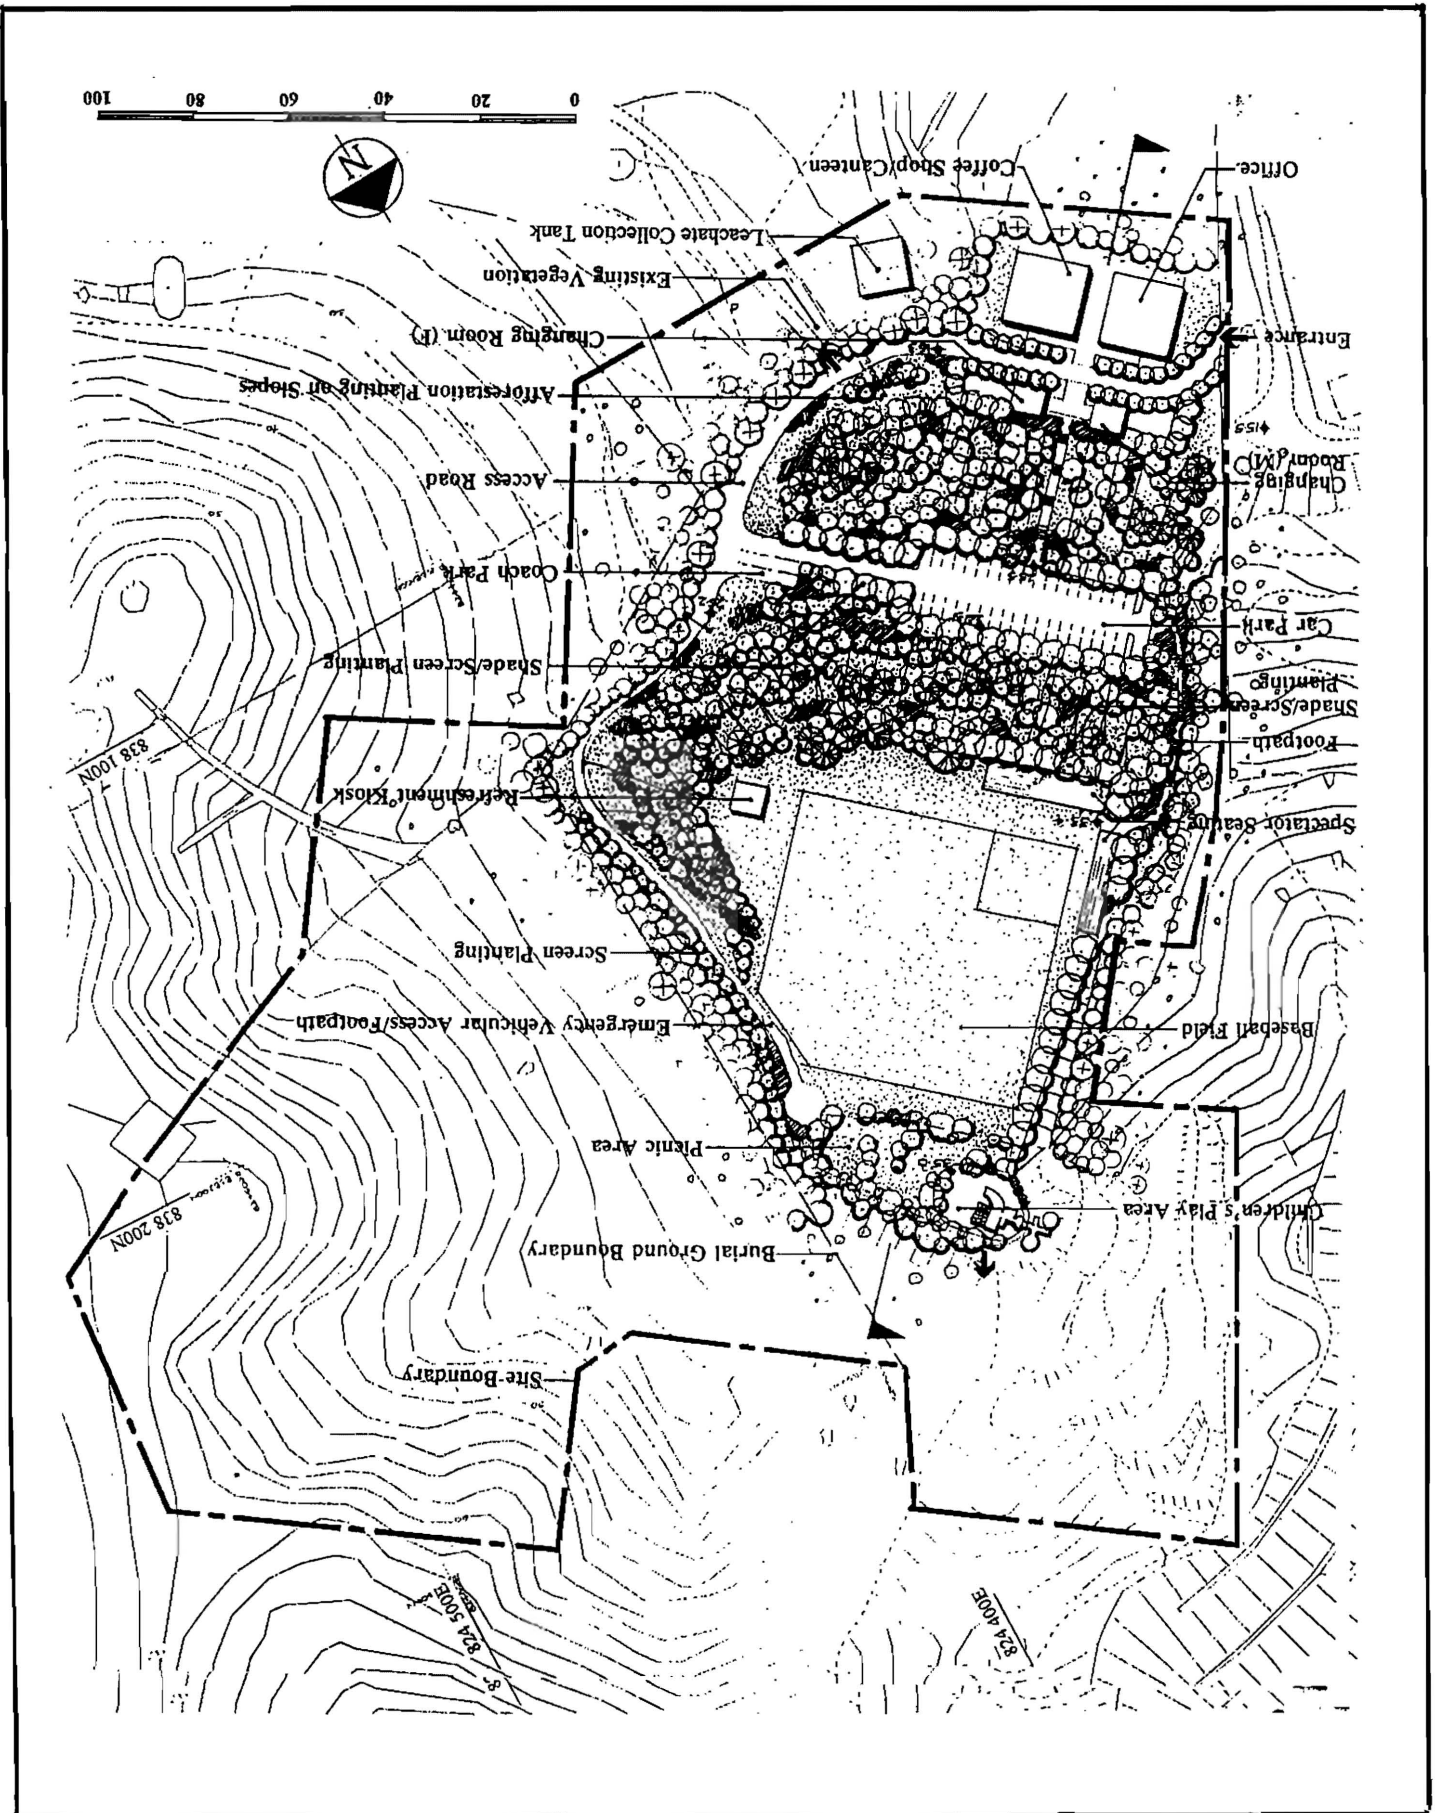 824 400E
824 500E
Site Boundary
Burial Ground Boundary
838 200N
Children's Play Area
Picnic Area
Baseball Field
Emergency Vehicular Access/Footpath
Screen Planting
Spectator Seating
Refreshment Kiosk
838 100N
Footpath
Shade/Screen
Planting
Shade/Screen Planting
Car Park
Coach Park
Changing
Room (M)
Access Road
15.5
Afforestation Planting on Slopes
Entrance
Changing Room (F)
Existing Vegetation
Leachate Collection Tank
Office
Coffee Shop/Canteen
N
0 20 40 60 80 100